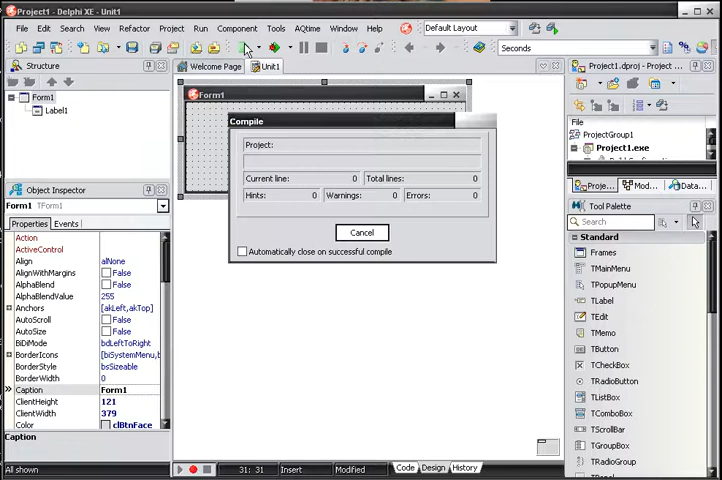 Project1 - Delphi XE - Unit1
File Edit Search View Refactor Project Run Component Tools AQtime Window Help Default Layout
Seconds
Structure
Form1
Label1
Welcome Page Unit1
Form1
Compile
Project:
Current line: 0 Total lines: 0
Hints: 0 Warnings: 0 Errors: 0
Cancel
Automatically close on successful compile
Object Inspector
Form1 TForm1
Properties Events
Action
ActiveControl
Align alNone
AlignWithMargins False
AlphaBlend False
AlphaBlendValue 255
Anchors [akLeft,akTop]
AutoScroll False
AutoSize False
BiDiMode bdLeftToRight
BorderIcons [biSystemMenu,
BorderStyle bsSizeable
BorderWidth 0
Caption Form1
ClientHeight 121
ClientWidth 379
Color clBtnFace
Caption
All shown
31: 31 Insert Modified
Code Design History
Project1.dproj - Project ...
File
ProjectGroup1
Project1.exe
Proje... Mod... Data...
Tool Palette
Search
Standard
Frames
TMainMenu
TPopupMenu
TLabel
TEdit
TMemo
TButton
TCheckBox
TRadioButton
TListBox
TComboBox
TScrollBar
TGroupBox
TRadioGroup